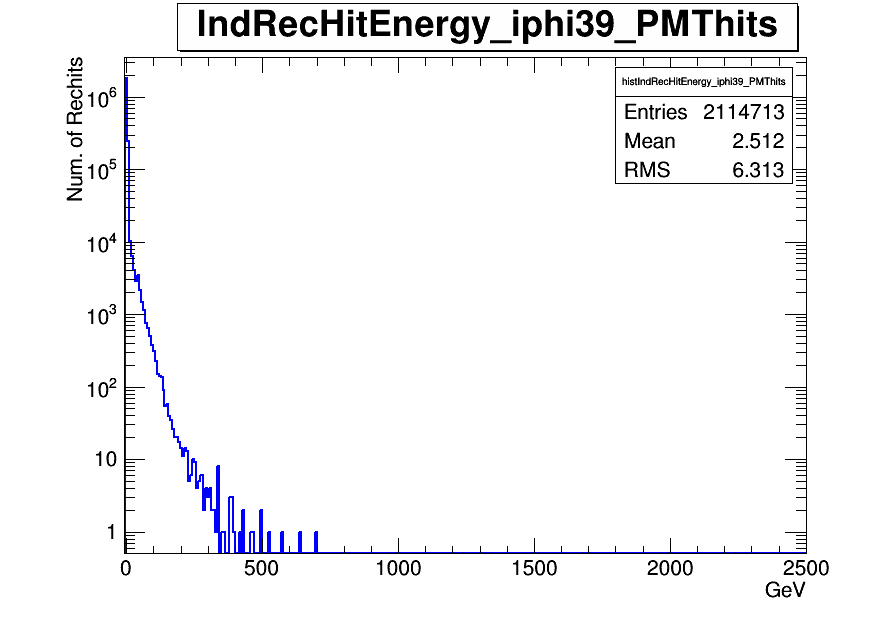 IndRecHitEnergy_iphi39_PMThits
histIndRecHitEnergy_iphi39_PMThits
Entries 2114713
Mean 2.512
RMS 6.313
Num. of Rechits
10^6
10^5
10^4
10^3
10^2
10
1
0 500 1000 1500 2000 2500
GeV